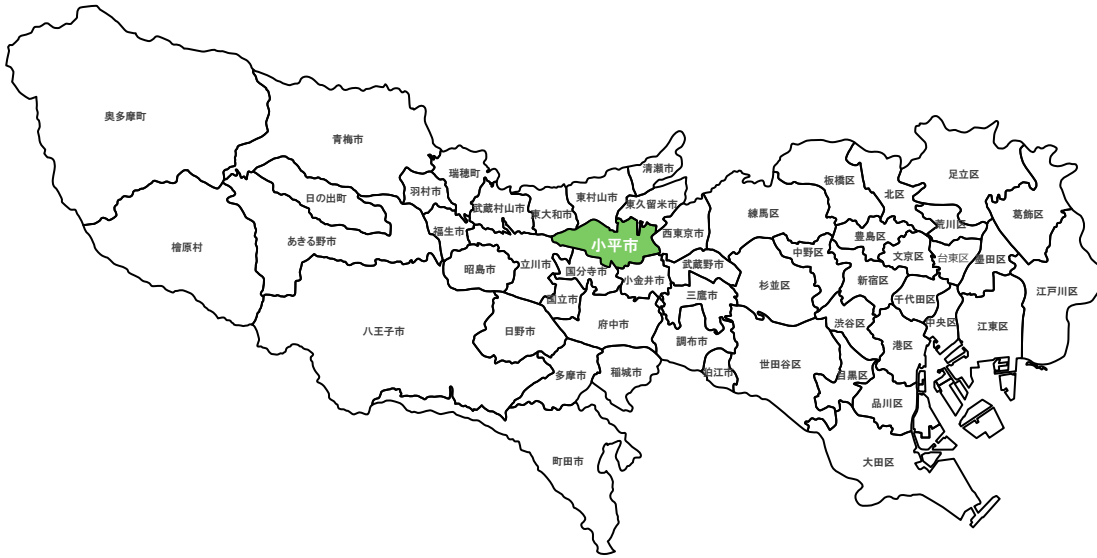 奥多摩町
青梅市
瑞穂町
清瀬市
板橋区
北区
足立区
羽村市
日の出町
武蔵村山市
東大和市
東村山市
東久留米市
練馬区
葛飾区
荒川区
檜原村
あきる野市
福生市
小平市
西東京市
豊島区
文京区
台東区
墨田区
中野区
昭島市
立川市
国分寺市
小金井市
武蔵野市
杉並区
新宿区
江戸川区
国立市
三鷹市
千代田区
八王子市
日野市
府中市
調布市
渋谷区
中央区
江東区
港区
多摩市
稲城市
狛江市
世田谷区
目黒区
品川区
町田市
大田区